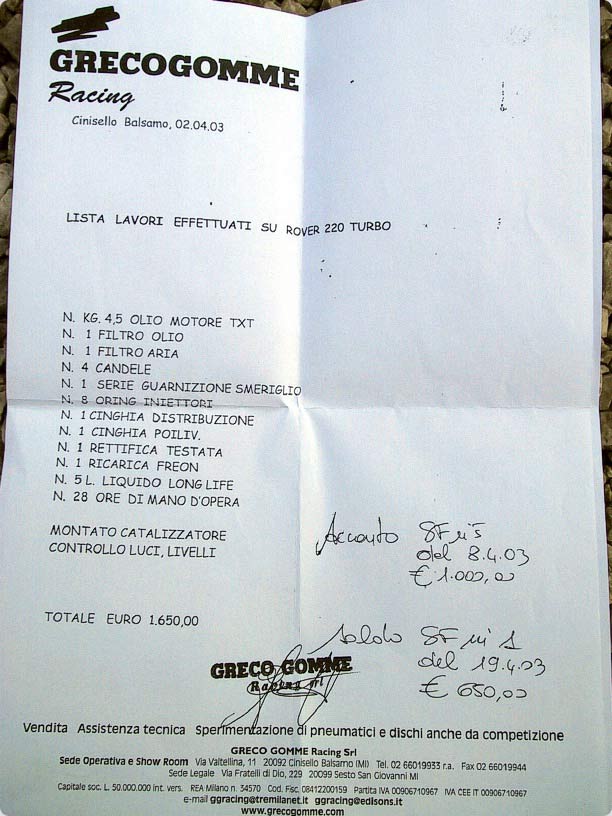 GRECOGOMME
Racing
Cinisello Balsamo, 02.04.03
LISTA LAVORI EFFETTUATI SU ROVER 220 TURBO
N. KG. 4,5 OLIO MOTORE TXT
N. 1 FILTRO OLIO
N. 1 FILTRO ARIA
N. 4 CANDELE
N. 1 SERIE GUARNIZIONE SMERIGLIO
N. 8 ORING INIETTORI
N. 1 CINGHIA DISTRIBUZIONE
N. 1 CINGHIA POILIV.
N. 1 RETTIFICA TESTATA
N. 1 RICARICA FREON
N. 5 L. LIQUIDO LONG LIFE
N. 28 ORE DI MANO D'OPERA
MONTATO CATALIZZATORE
CONTROLLO LUCI, LIVELLI
Acconto SF n° 5
del 8.4.03
€ 1.000,00
TOTALE EURO 1.650,00
saldo SF n° 1
del 19.4.03
€ 650,00
GRECO GOMME
Racing srl
Vendita Assistenza tecnica Sperimentazione di pneumatici e dischi anche da competizione
GRECO GOMME Racing Srl
Sede Operativa e Show Room Via Valtellina, 11 20092 Cinisello Balsamo (MI) Tel. 02 66019933 r.a. Fax 02 66019944
Sede Legale Via Fratelli di Dio, 229 20099 Sesto San Giovanni MI
Capitale soc. L. 50.000.000 int. vers. REA Milano n. 34570 Cod. Fisc. 08412200159 Partita IVA 00906710967 IVA CEE IT 00906710967
e-mail ggracing@tremilanet.it ggracing@edisons.it
www.grecogomme.com